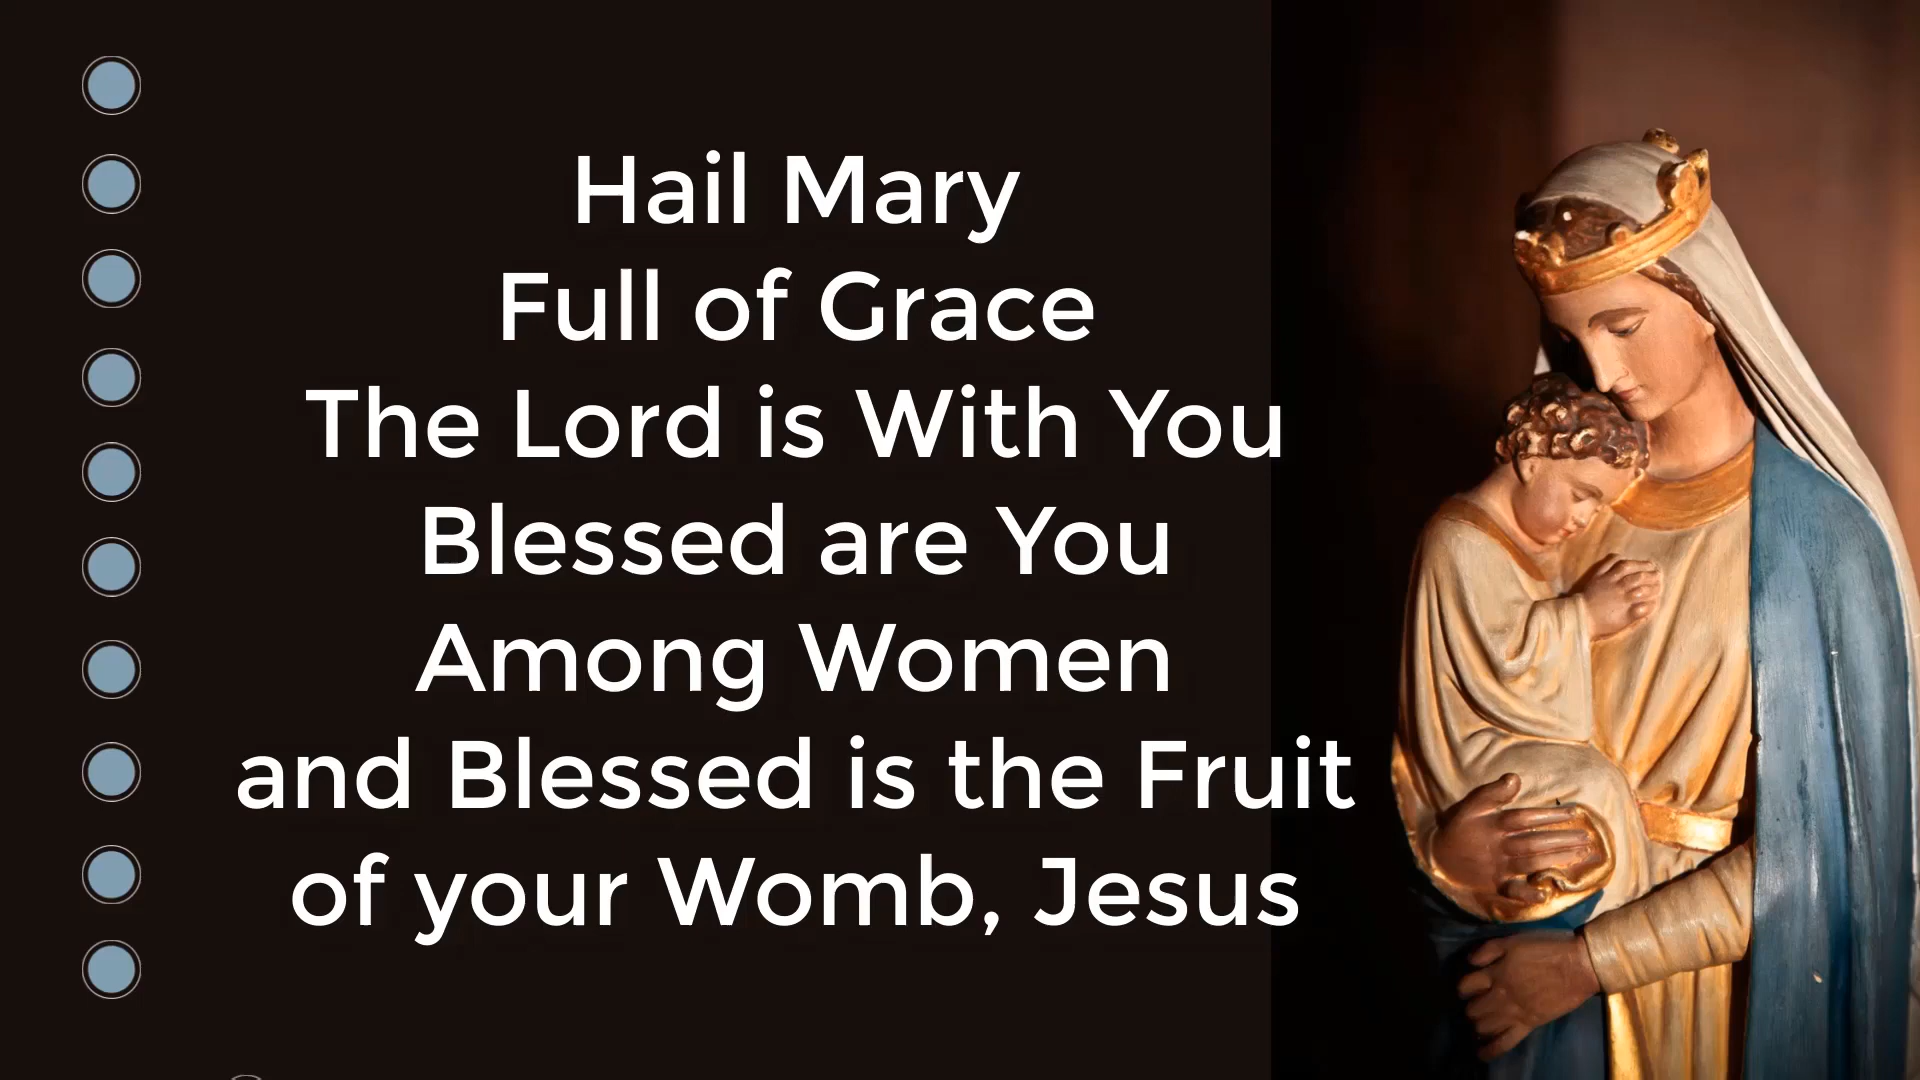 Hail Mary
Full of Grace
The Lord is With You
Blessed are You
Among Women
and Blessed is the Fruit
of your Womb, Jesus